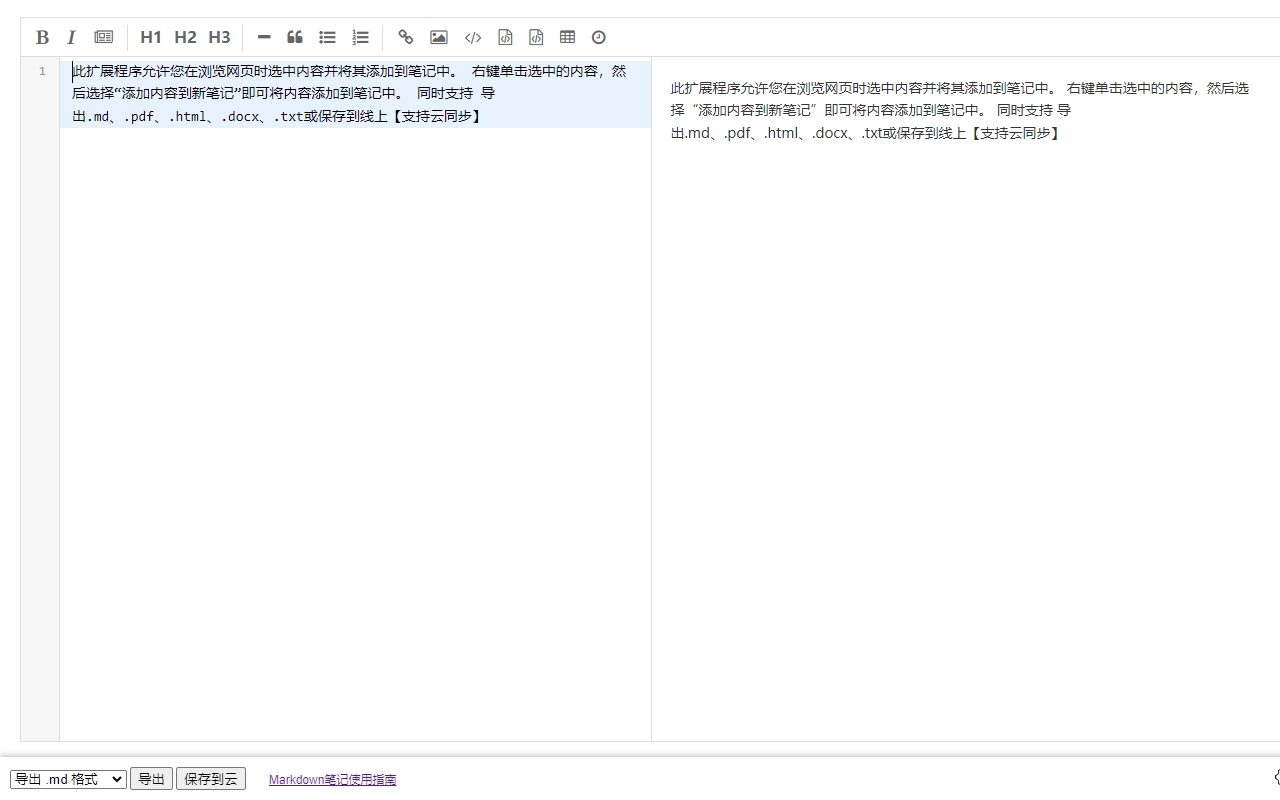 B I H1 H2 H3
1
此扩展程序允许您在浏览网页时选中内容并将其添加到笔记中。 右键单击选中的内容，然
后选择“添加内容到新笔记”即可将内容添加到笔记中。 同时支持 导
出.md、.pdf、.html、.docx、.txt或保存到线上【支持云同步】
此扩展程序允许您在浏览网页时选中内容并将其添加到笔记中。 右键单击选中的内容，然后选
择“添加内容到新笔记”即可将内容添加到笔记中。 同时支持 导
出.md、.pdf、.html、.docx、.txt或保存到线上【支持云同步】
导出 .md 格式 导出 保存到云 Markdown笔记使用指南